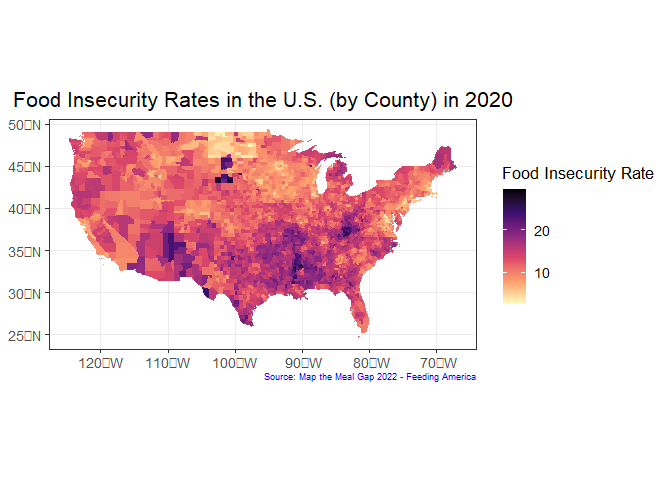 Food Insecurity Rates in the U.S. (by County) in 2020
50▯N
45▯N
40▯N
35▯N
30▯N
25▯N
120▯W
110▯W
100▯W
90▯W
80▯W
70▯W
Source: Map the Meal Gap 2022 - Feeding America
Food Insecurity Rate
20
10